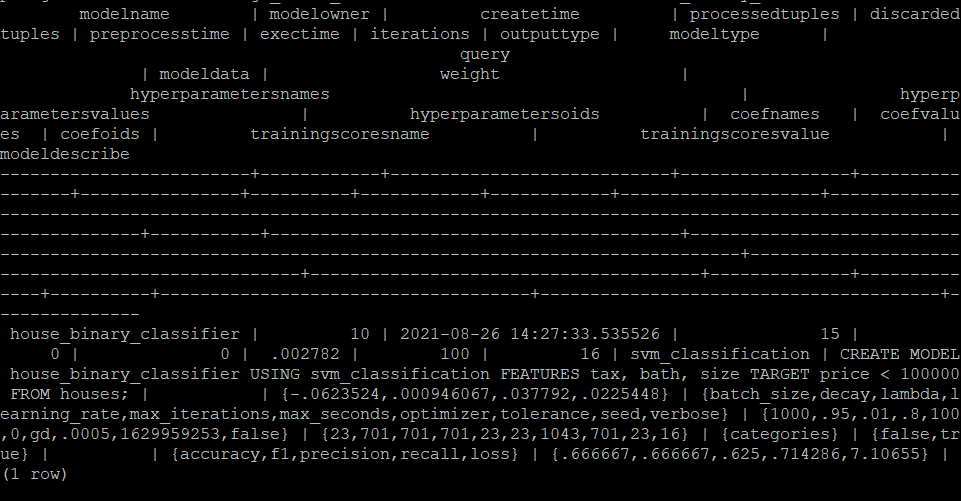 modelname | modelowner | createtime | processedtuples | discarded
tuples | preprocesstime | exectime | iterations | outputtype | modeltype |
query
| modeldata | weight |
hyperparametersnames | hyperp
arametersvalues | hyperparametersoids | coefnames | coefvalu
es | coefoids | trainingscoresname | trainingscoresvalue |
modeldescribe
-------------------------+------------+----------------------------+-----------------+----------
-------+-----------------+----------+------------+------------+--------------------+-------------
------------------------------------------------------------------------------------------------
--------------+-----------+-----------------------------------------+---------------------------
--------------------------------------------------------------------------+---------------------
------------------------------+---------------------------------------+--------------+----------
----+----------+-------------------------------------+----------------------------------------+-
--------------
house_binary_classifier | 10 | 2021-08-26 14:27:33.535526 | 15 |
0 | 0 | .002782 | 100 | 16 | svm_classification | CREATE MODEL
house_binary_classifier USING svm_classification FEATURES tax, bath, size TARGET price < 100000
FROM houses; | | {-.0623524,.000946067,.037792,.0225448} | {batch_size,decay,lambda,l
earning_rate,max_iterations,max_seconds,optimizer,tolerance,seed,verbose} | {1000,.95,.01,.8,100
,0,gd,.0005,1629959253,false} | {23,701,701,701,23,23,1043,701,23,16} | {categories} | {false,tr
ue} | | {accuracy,f1,precision,recall,loss} | {.666667,.666667,.625,.714286,7.10655} |
(1 row)